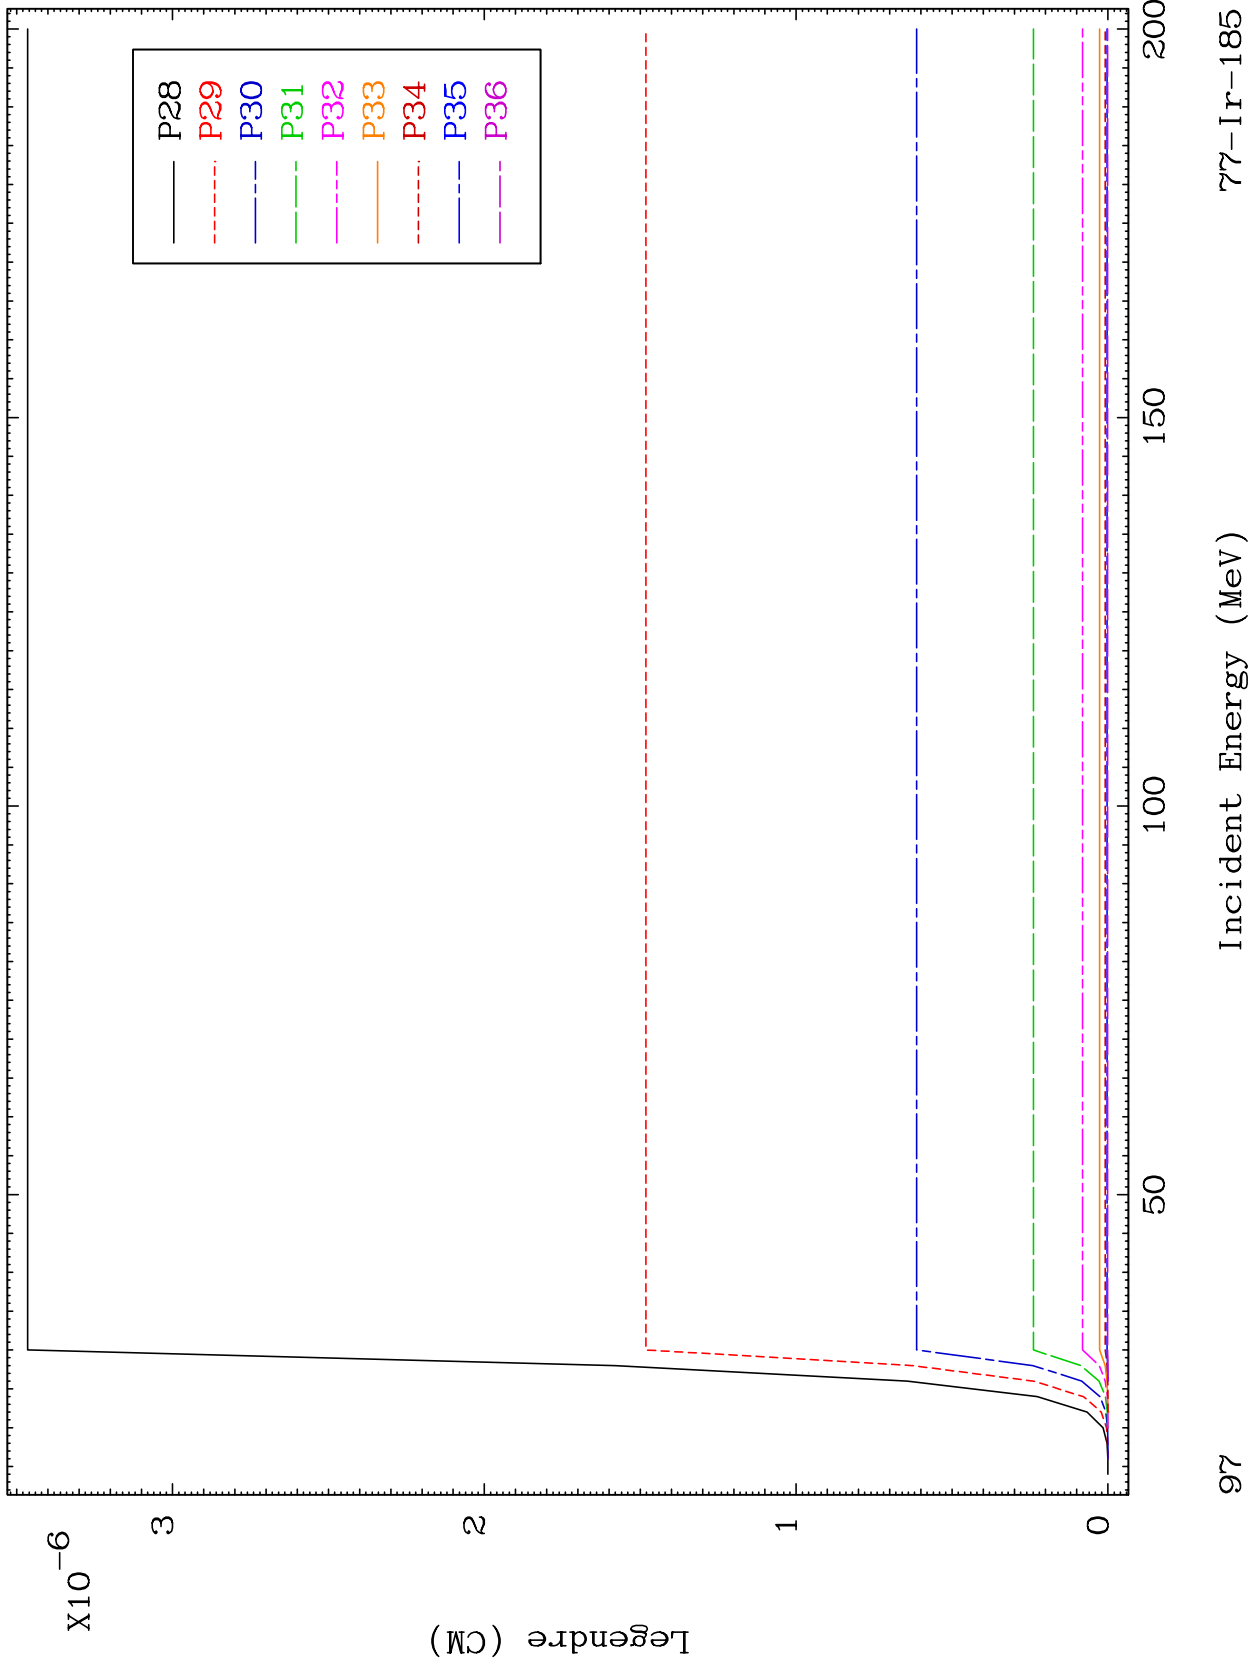 X10-6
3
2
1
0
Legendre (CM)
P28
P29
P30
P31
P32
P33
P34
P35
P36
50
100
150
200
Incident Energy (MeV)
97
77-Ir-185